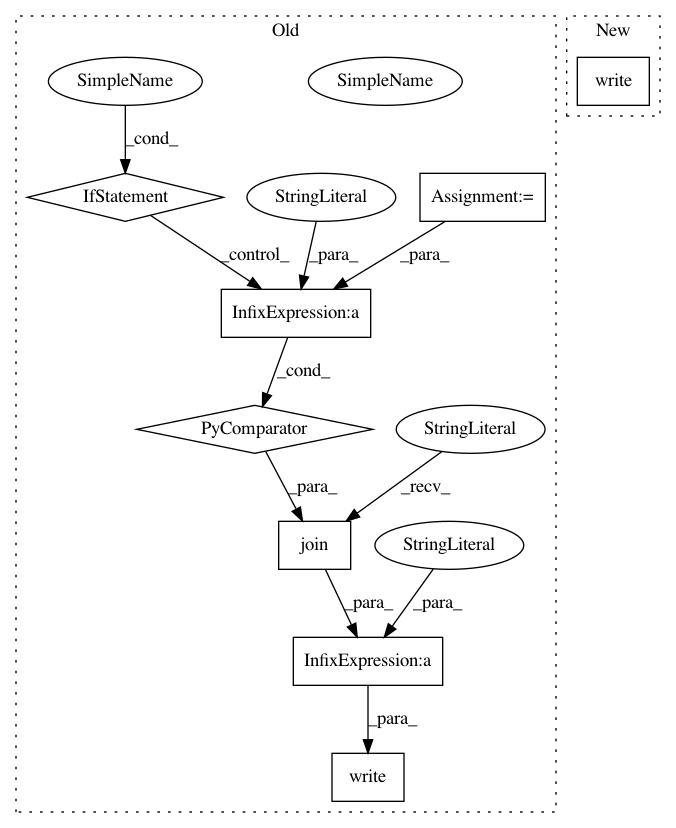 Old
New
SimpleName
SimpleName
write
_cond_
IfStatement
StringLiteral
Assignment:=
_control_
_para_
_para_
InfixExpression:a
_cond_
PyComparator
StringLiteral
_para_
_recv_
join
StringLiteral
_para_
_para_
InfixExpression:a
_para_
write